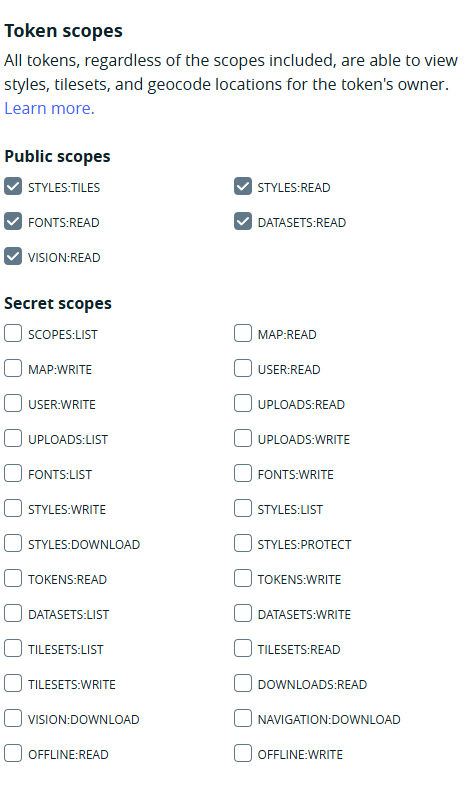 Token scopes
All tokens, regardless of the scopes included, are able to view
styles, tilesets, and geocode locations for the token's owner.
Learn more.
Public scopes
STYLES:TILES STYLES:READ
FONTS:READ DATASETS:READ
VISION:READ
Secret scopes
SCOPES:LIST MAP:READ
MAP:WRITE USER:READ
USER:WRITE UPLOADS:READ
UPLOADS:LIST UPLOADS:WRITE
FONTS:LIST FONTS:WRITE
STYLES:WRITE STYLES:LIST
STYLES:DOWNLOAD STYLES:PROTECT
TOKENS:READ TOKENS:WRITE
DATASETS:LIST DATASETS:WRITE
TILESETS:LIST TILESETS:READ
TILESETS:WRITE DOWNLOADS:READ
VISION:DOWNLOAD NAVIGATION:DOWNLOAD
OFFLINE:READ OFFLINE:WRITE